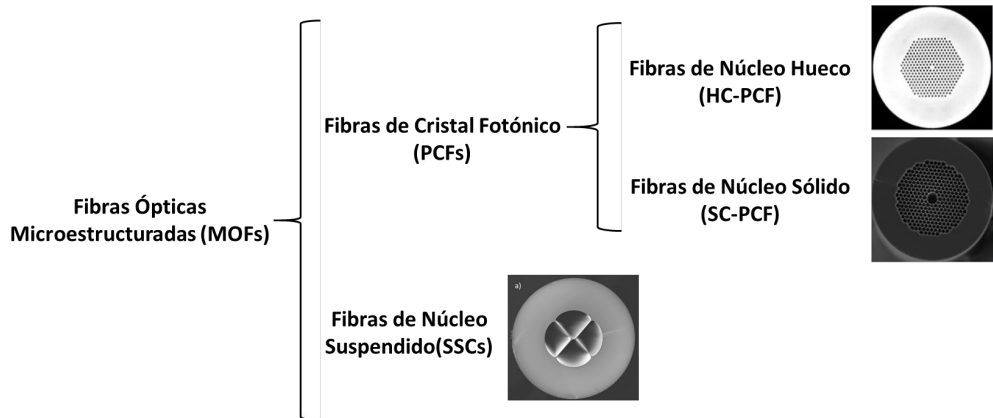 Fibras de Núcleo Hueco
(HC-PCF)
Fibras de Cristal Fotónico
(PCFs)
Fibras de Núcleo Sólido
(SC-PCF)
Fibras Ópticas
Microestructuradas (MOFs)
a)
Fibras de Núcleo
Suspendido(SSCs)